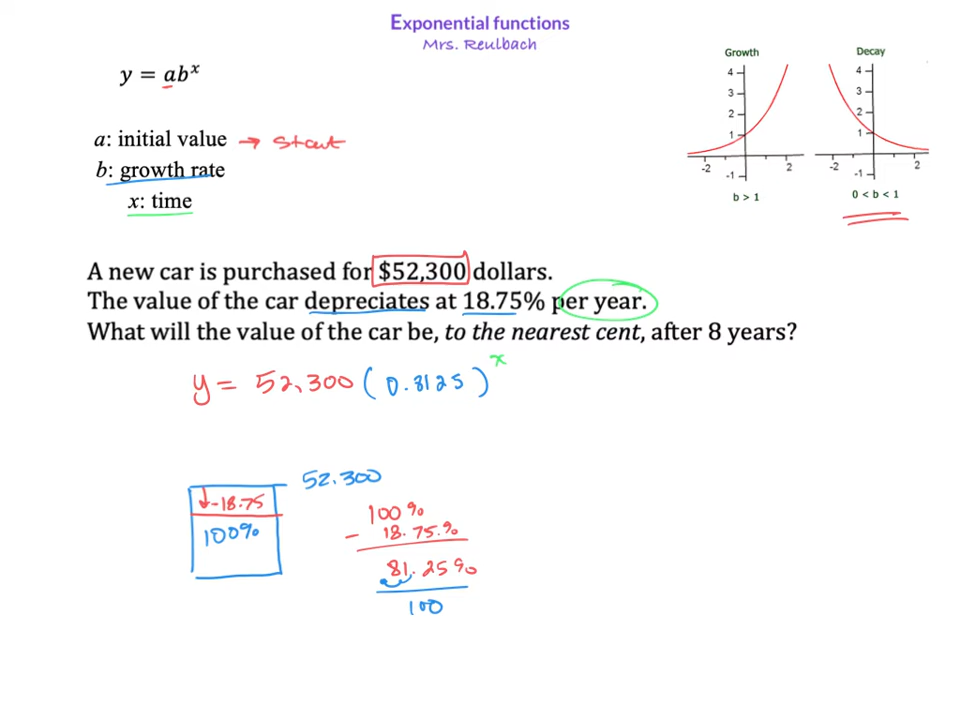 Exponential functions
Mrs. Reulbach
y = abˣ
a: initial value → Start
b: growth rate
x: time
Growth
4
3
2
1
-2
2
-1
b > 1
Decay
4
3
2
1
-2
2
-1
0 < b < 1
A new car is purchased for $52,300 dollars.
The value of the car depreciates at 18.75% per year.
What will the value of the car be, to the nearest cent, after 8 years?
y = 52,300 (0.8125)ˣ
52.300
↓-18.75
100%
100%
- 18.75.%
81.25%
100